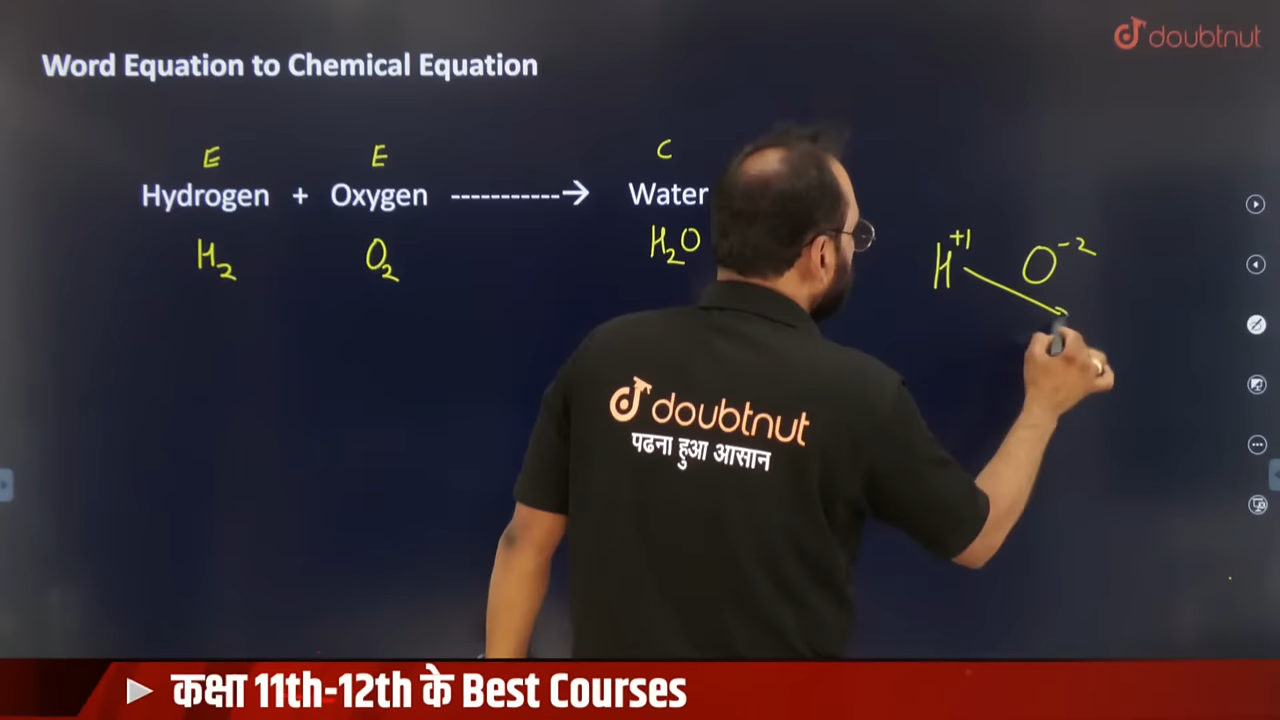 doubtnut
Word Equation to Chemical Equation
E E C
Hydrogen + Oxygen -----------→ Water
H₂ O₂ H₂O
H⁺¹ O⁻²
doubtnut
पढना हुआ आसान
कक्षा 11th-12th के Best Courses